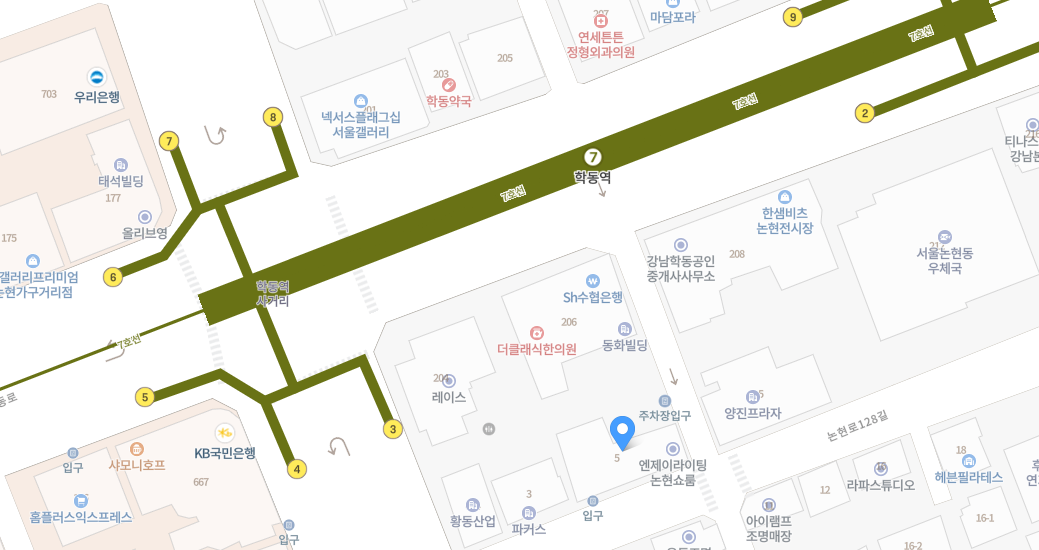 207
마담포라
연세튼튼
정형외과의원
9
7호선
703
우리은행
203
205
학동약국
넥서스플래그십
서울갤러리
7호선
2
8
7
태석빌딩
177
7
학동역
7호선
올리브영
175
갤러리프리미엄
논현가구거리점
6
한샘비츠
논현전시장
208
강남학동공인
중개사사무소
서울논현동
우체국
학동역
사거리
Sh수협은행
206
더클래식한의원
동화빌딩
7호선
레이스
5
3
주차장입구
양진프라자
논현로128길
KB국민은행
입구
샤모니호프
4
667
홈플러스익스프레스
입구
5
엔제이라이팅
논현쇼룸
3
황동산업
파커스
입구
아이램프
조명매장
12
라파스튜디오
18
헤븐필라테스
16-1
16-2